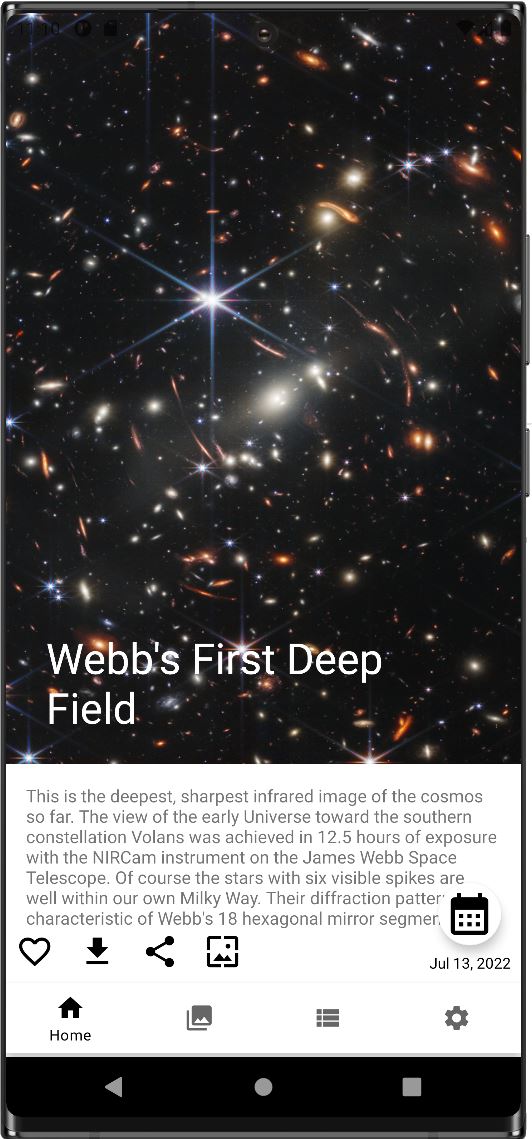 11:10
Webb's First Deep
Field
This is the deepest, sharpest infrared image of the cosmos
so far. The view of the early Universe toward the southern
constellation Volans was achieved in 12.5 hours of exposure
with the NIRCam instrument on the James Webb Space
Telescope. Of course the stars with six visible spikes are
well within our own Milky Way. Their diffraction
characteristic of Webb's 18 hexagonal mirror
Jul 13, 2022
Home